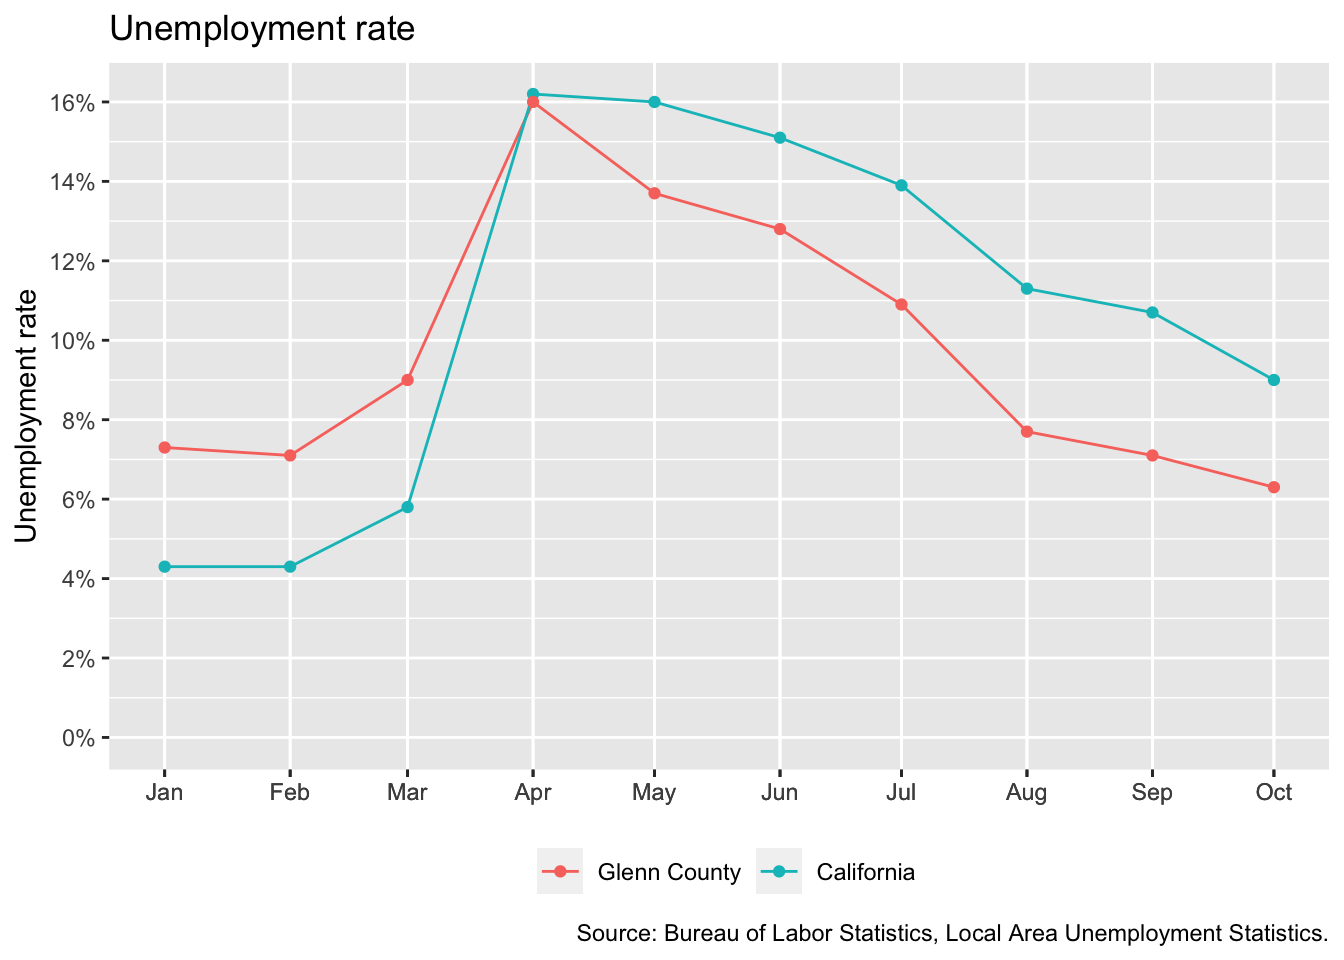 Unemployment rate
Unemployment rate
16%
14%
12%
10%
8%
6%
4%
2%
0%
Jan Feb Mar Apr May Jun Jul Aug Sep Oct
Glenn County California
Source: Bureau of Labor Statistics, Local Area Unemployment Statistics.